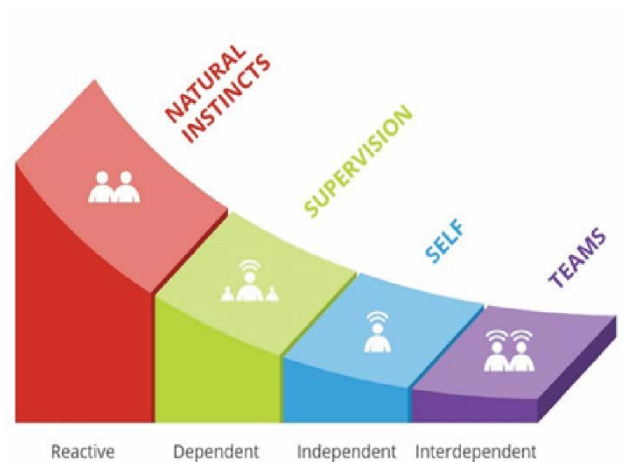 NATURAL
INSTINCTS
SUPERVISION
SELF
TEAMS
Reactive
Dependent
Independent
Interdependent